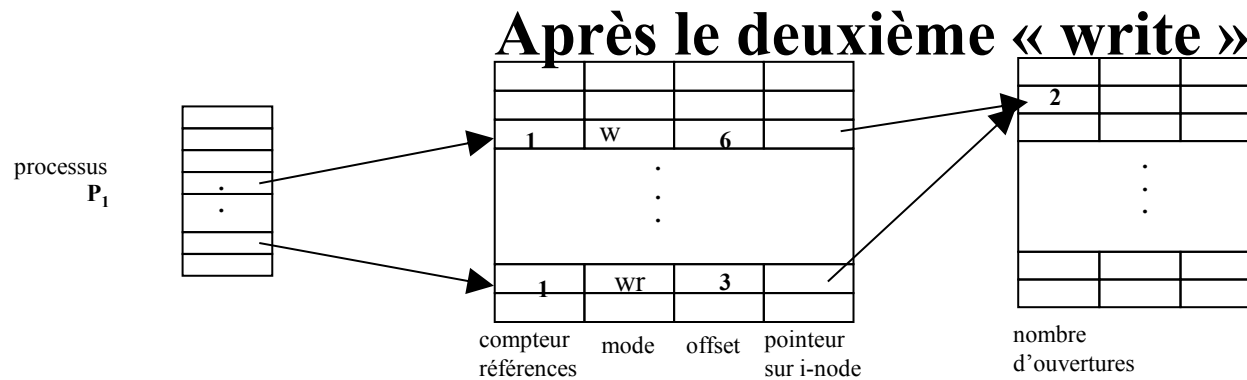 Après le deuxième « write »
2
1 w 6
processus
P1
1 wr 3
compteur
références
mode
offset
pointeur
sur i-node
nombre
d'ouvertures